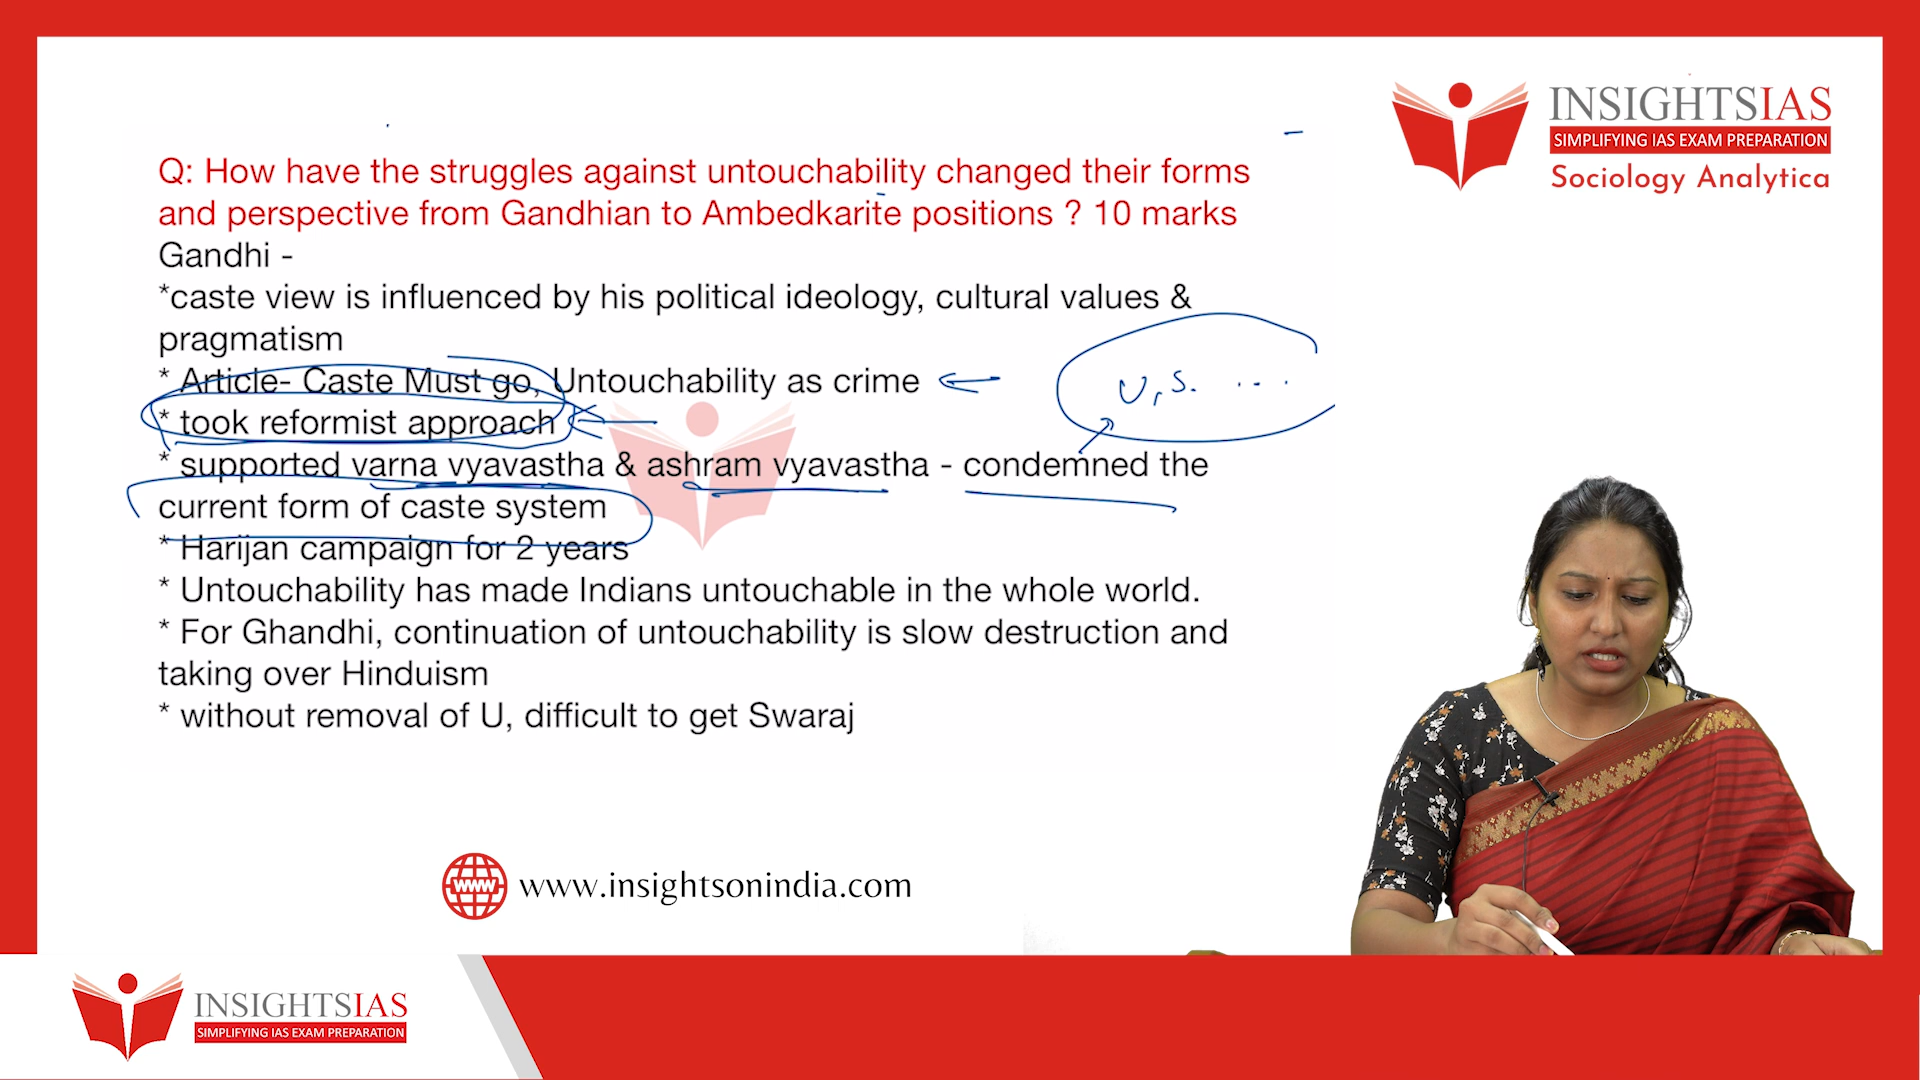 INSIGHTSIAS
SIMPLIFYING IAS EXAM PREPARATION
Sociology Analytica
Q: How have the struggles against untouchability changed their forms
and perspective from Gandhian to Ambedkarite positions ? 10 marks
Gandhi -
*caste view is influenced by his political ideology, cultural values &
pragmatism
* Article- Caste Must go, Untouchability as crime
U, S. ...
* took reformist approach
* supported varna vyavastha & ashram vyavastha - condemned the
current form of caste system
* Harijan campaign for 2 years
* Untouchability has made Indians untouchable in the whole world.
* For Ghandhi, continuation of untouchability is slow destruction and
taking over Hinduism
* without removal of U, difficult to get Swaraj
www www.insightsonindia.com
INSIGHTSIAS
SIMPLIFYING IAS EXAM PREPARATION